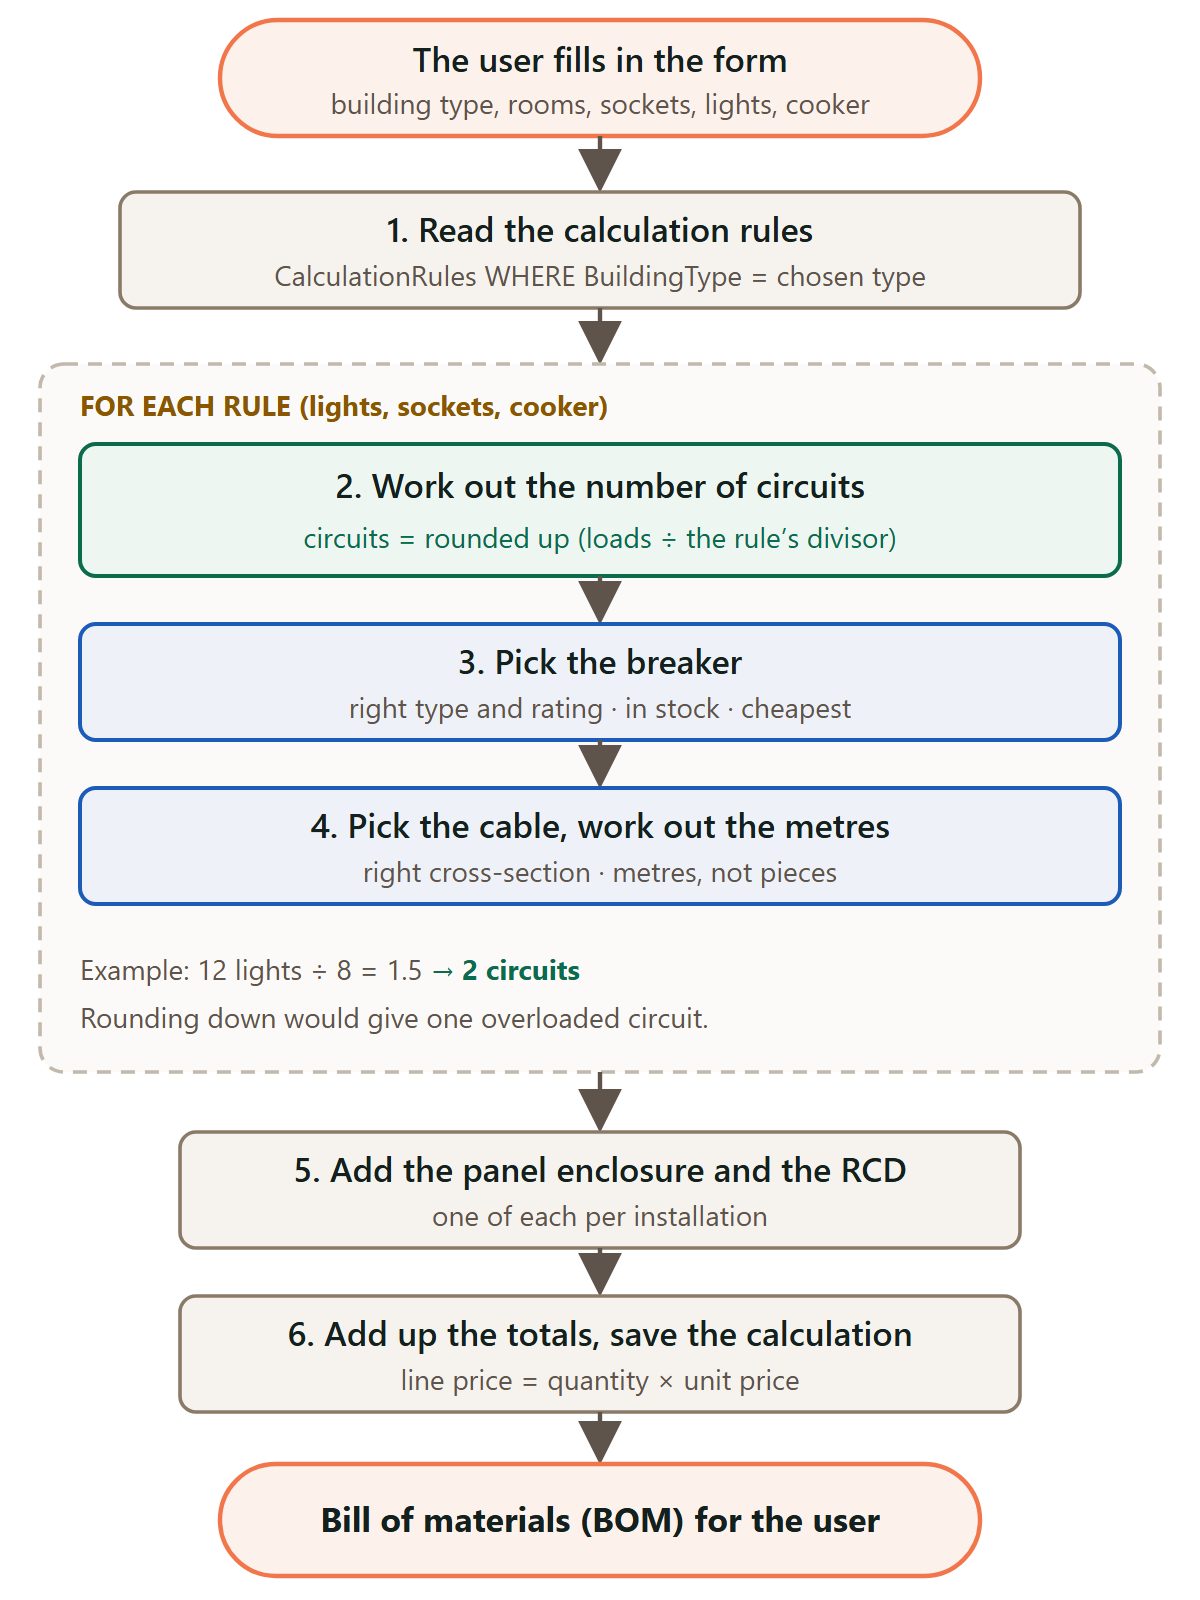 The user fills in the form
building type, rooms, sockets, lights, cooker
1. Read the calculation rules
CalculationRules WHERE BuildingType = chosen type
FOR EACH RULE (lights, sockets, cooker)
2. Work out the number of circuits
circuits = rounded up (loads ÷ the rule’s divisor)
3. Pick the breaker
right type and rating · in stock · cheapest
4. Pick the cable, work out the metres
right cross-section · metres, not pieces
Example: 12 lights ÷ 8 = 1.5 → 2 circuits
Rounding down would give one overloaded circuit.
5. Add the panel enclosure and the RCD
one of each per installation
6. Add up the totals, save the calculation
line price = quantity × unit price
Bill of materials (BOM) for the user